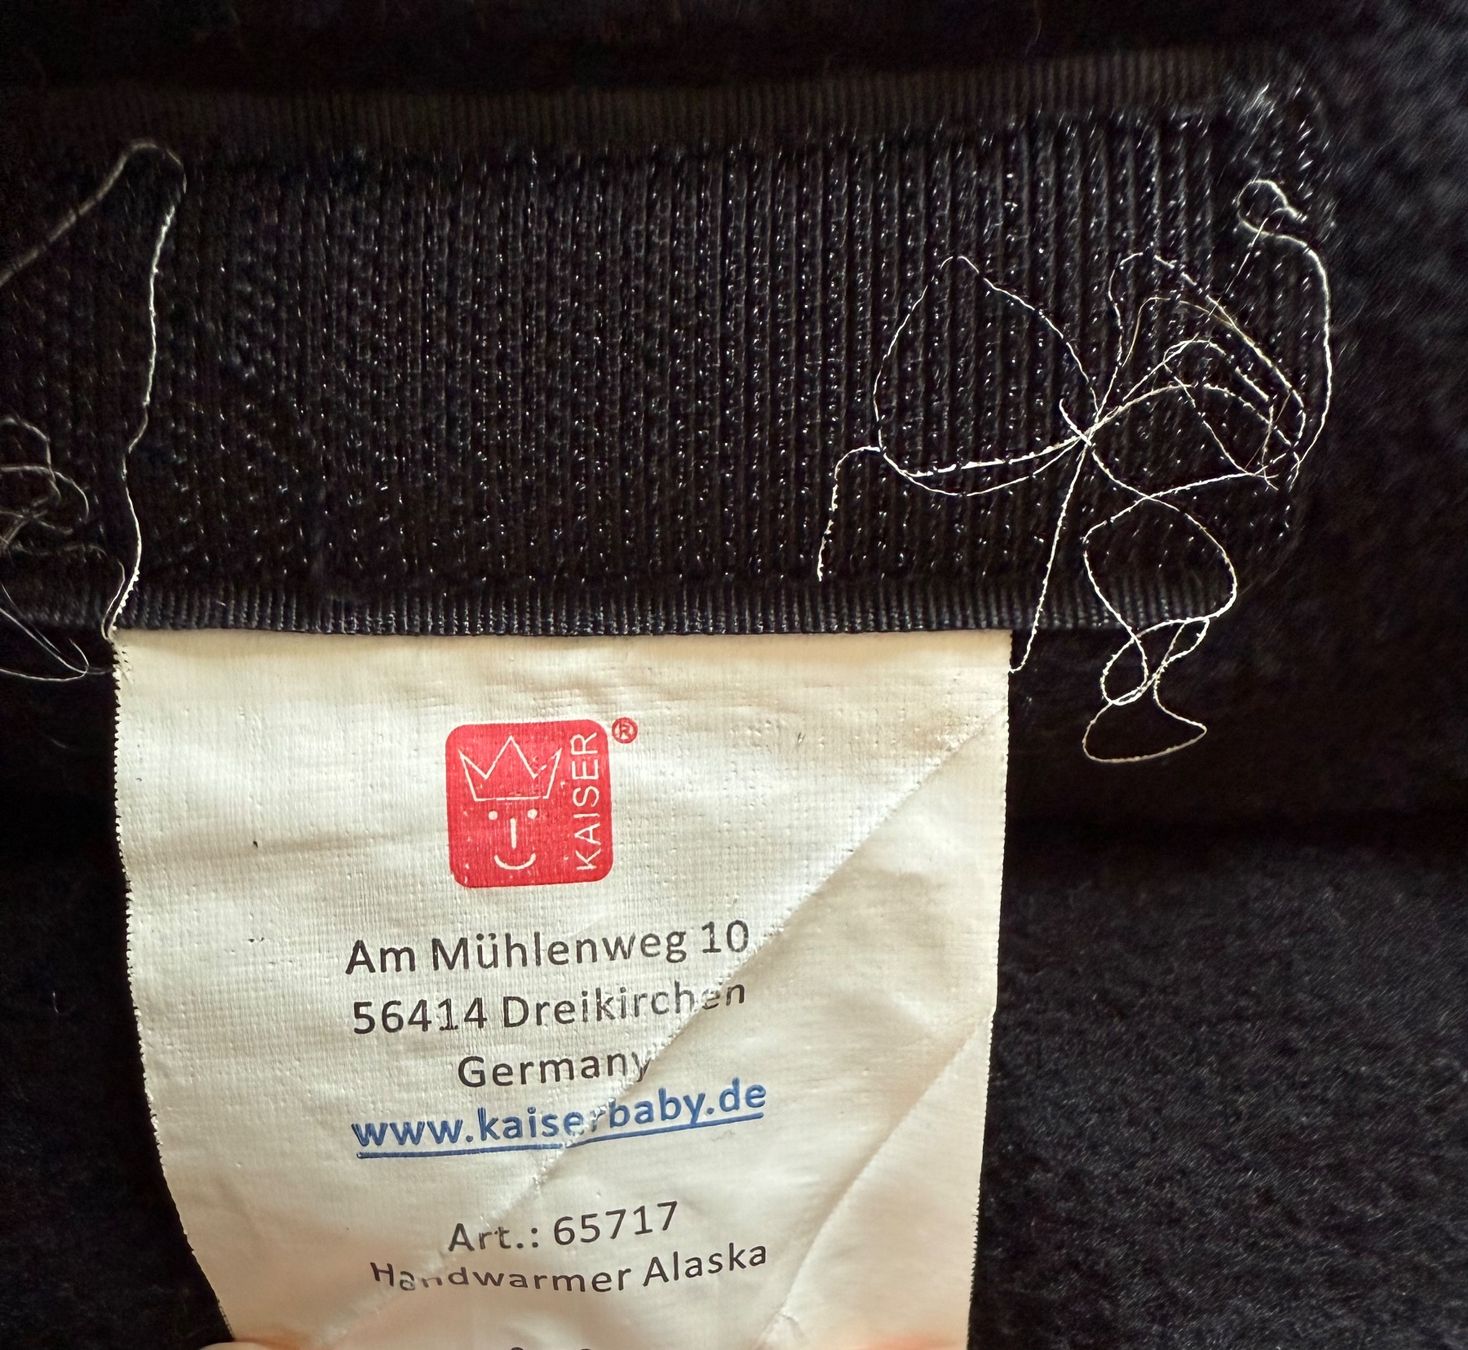 KAISER®
Am Mühlenweg 10
56414 Dreikirchen
Germany
www.kaiserbaby.de
Art.: 65717
Handwarmer Alaska